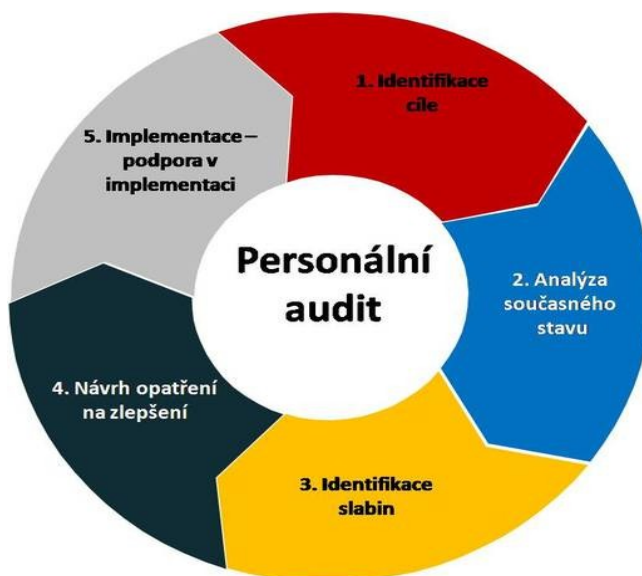 1. Identifikace
cíle
2. Analýza
současného
stavu
3. Identifikace
slabin
4. Návrh opatření
na zlepšení
5. Implementace –
podpora v
implementaci
Personální
audit